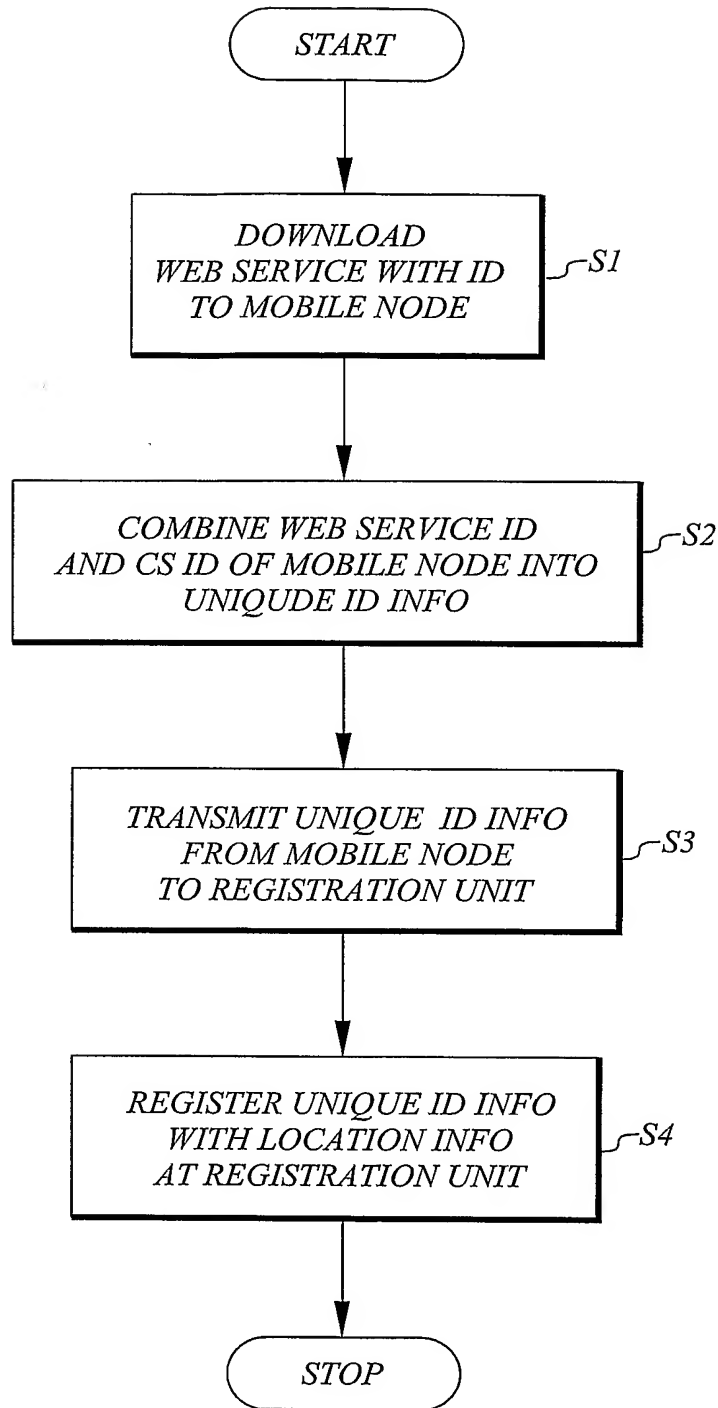 START
DOWNLOAD
WEB SERVICE WITH ID
TO MOBILE NODE
S1
COMBINE WEB SERVICE ID
AND CS ID OF MOBILE NODE INTO
UNIQUDE ID INFO
S2
TRANSMIT UNIQUE ID INFO
FROM MOBILE NODE
TO REGISTRATION UNIT
S3
REGISTER UNIQUE ID INFO
WITH LOCATION INFO
AT REGISTRATION UNIT
S4
STOP